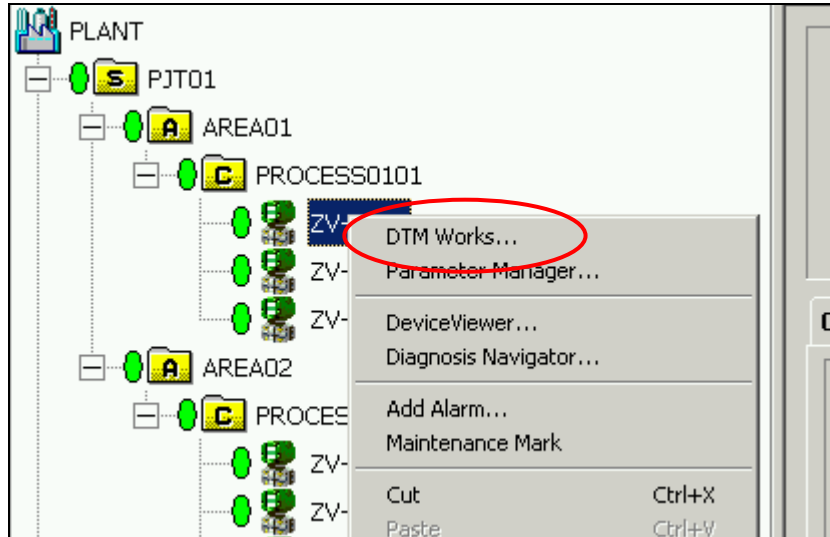 PLANT
S PJT01
A AREA01
C PROCESS0101
ZV-
ZV-
ZV-
A AREA02
C PROCES
ZV-
ZV-
DTM Works...
Parameter Manager...
DeviceViewer...
Diagnosis Navigator...
Add Alarm...
Maintenance Mark
Cut Ctrl+X
Paste Ctrl+V